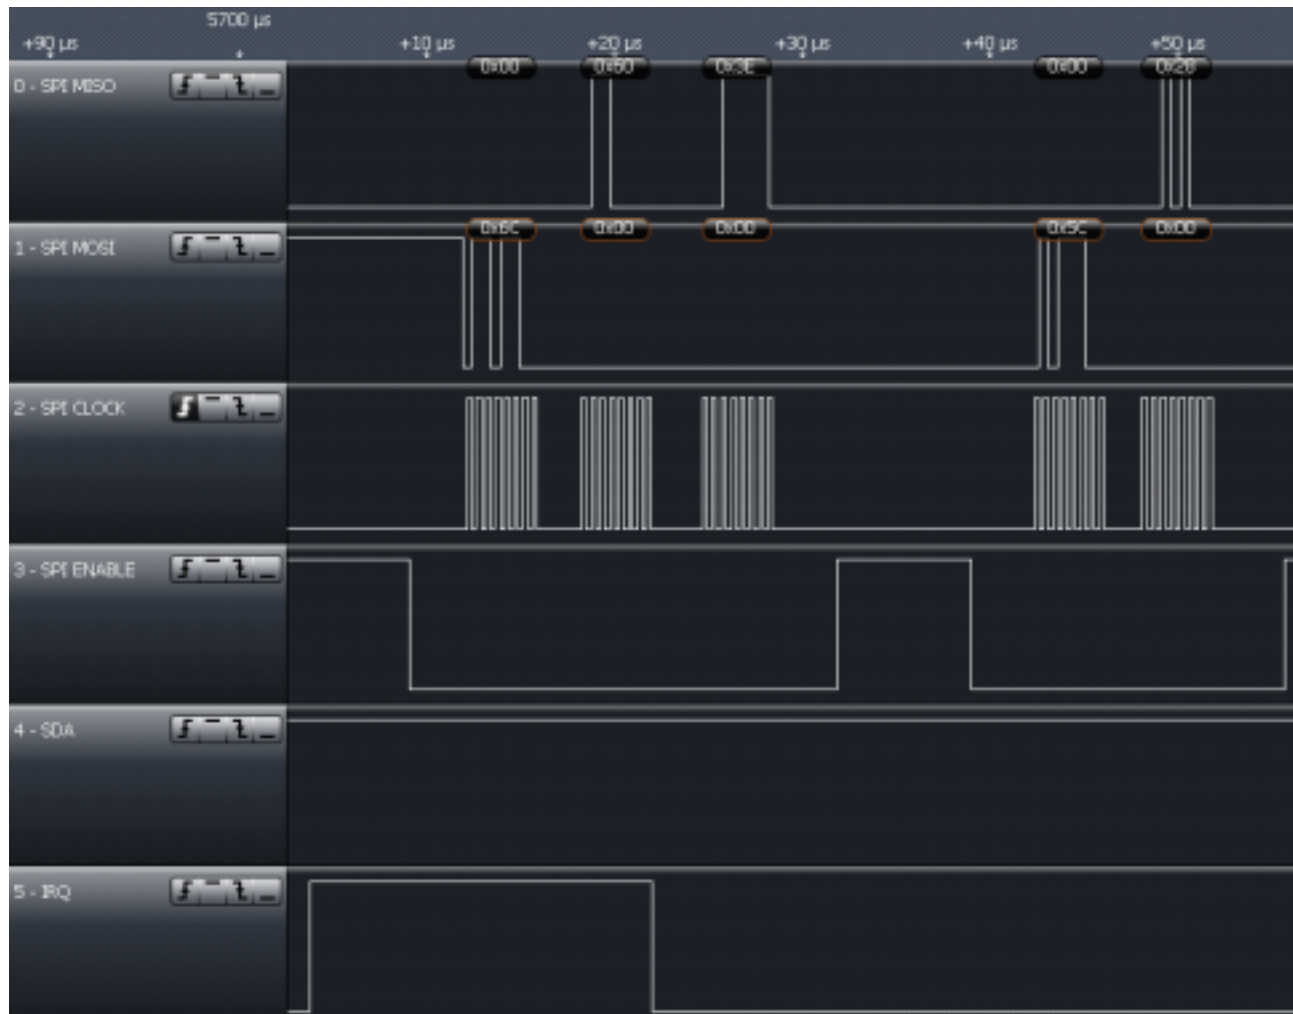 5700 µs
+90 µs +10 µs +20 µs +30 µs +40 µs +50 µs
0x00 0x60 0x3E 0x00 0x28
0 - SPI MISO
0x6C 0x00 0x00 0x5C 0x00
1 - SPI MOSI
2 - SPI CLOCK
3 - SPI ENABLE
4 - SDA
5 - IRQ